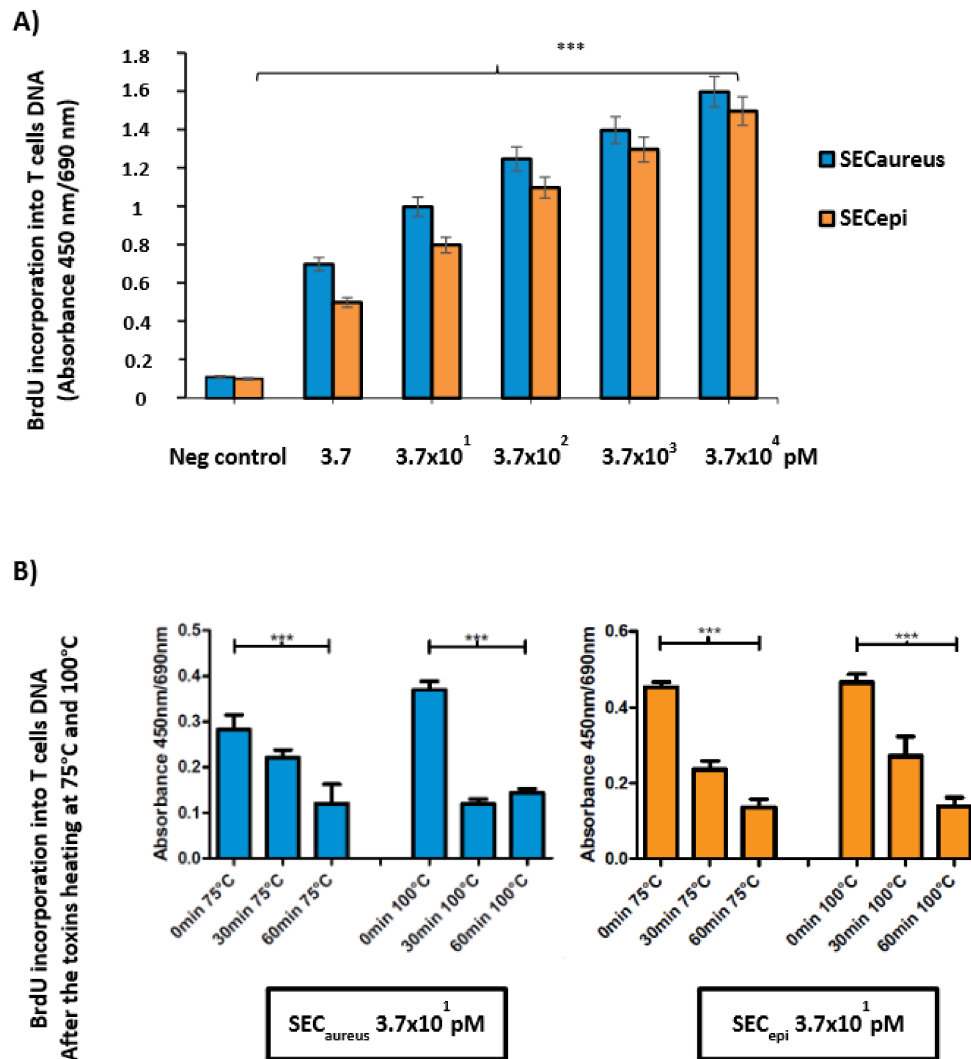 A)
BrdU incorporation into T cells DNA
(Absorbance 450 nm/690 nm)
1.8
1.6
1.4
1.2
1
0.8
0.6
0.4
0.2
0
***
SECaureus
SECepi
Neg control 3.7 3.7x10¹ 3.7x10² 3.7x10³ 3.7x10⁴ pM
B)
BrdU incorporation into T cells DNA
After the toxins heating at 75°C and 100°C
Absorbance 450nm/690nm
0.5
0.4
0.3
0.2
0.1
0.0
*** ***
0min 75°C
30min 75°C
60min 75°C
0min 100°C
30min 100°C
60min 100°C
SECaureus 3.7x10¹ pM
Absorbance 450nm/690nm
0.6
0.4
0.2
0.0
*** ***
0min 75°C
30min 75°C
60min 75°C
0min 100°C
30min 100°C
60min 100°C
SECepi 3.7x10¹ pM